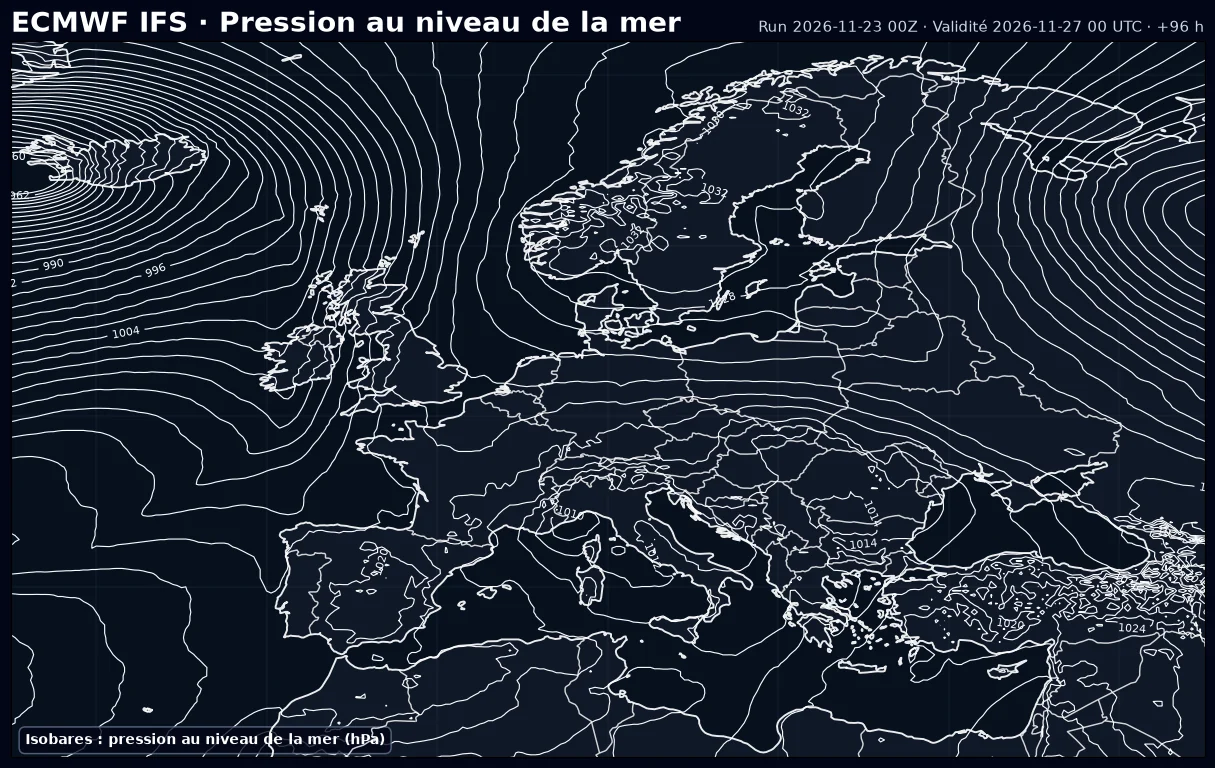 ECMWF IFS · Pression au niveau de la mer
Run 2026-11-23 00Z · Validité 2026-11-27 00 UTC · +96 h
1032
1032
990
996
1004
1014
1020
1024
Isobares : pression au niveau de la mer (hPa)